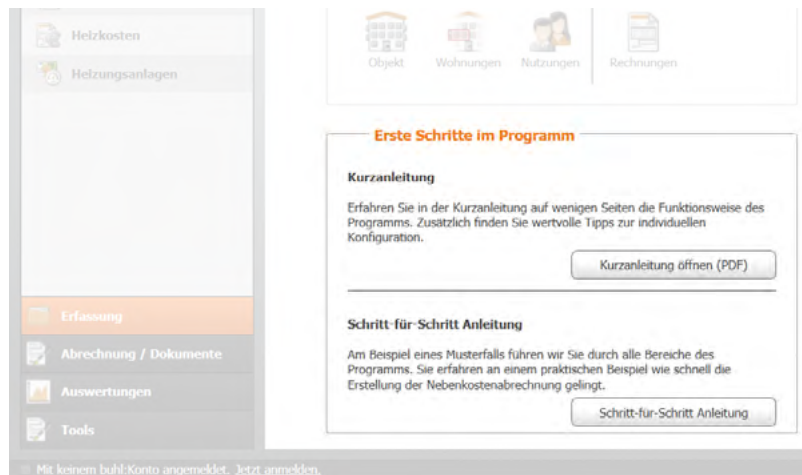 Heizkosten
Heizungsanlagen
Objekt Wohnungen Nutzungen Rechnungen
Erste Schritte im Programm
Kurzanleitung
Erfahren Sie in der Kurzanleitung auf wenigen Seiten die Funktionsweise des
Programms. Zusätzlich finden Sie wertvolle Tipps zur individuellen
Konfiguration.
Kurzanleitung öffnen (PDF)
Schritt-für-Schritt Anleitung
Am Beispiel eines Musterfalls führen wir Sie durch alle Bereiche des
Programms. Sie erfahren an einem praktischen Beispiel wie schnell die
Erstellung der Nebenkostenabrechnung gelingt.
Schritt-für-Schritt Anleitung
Erfassung
Abrechnung / Dokumente
Auswertungen
Tools
Mit keinem buhl:Konto angemeldet. Jetzt anmelden.